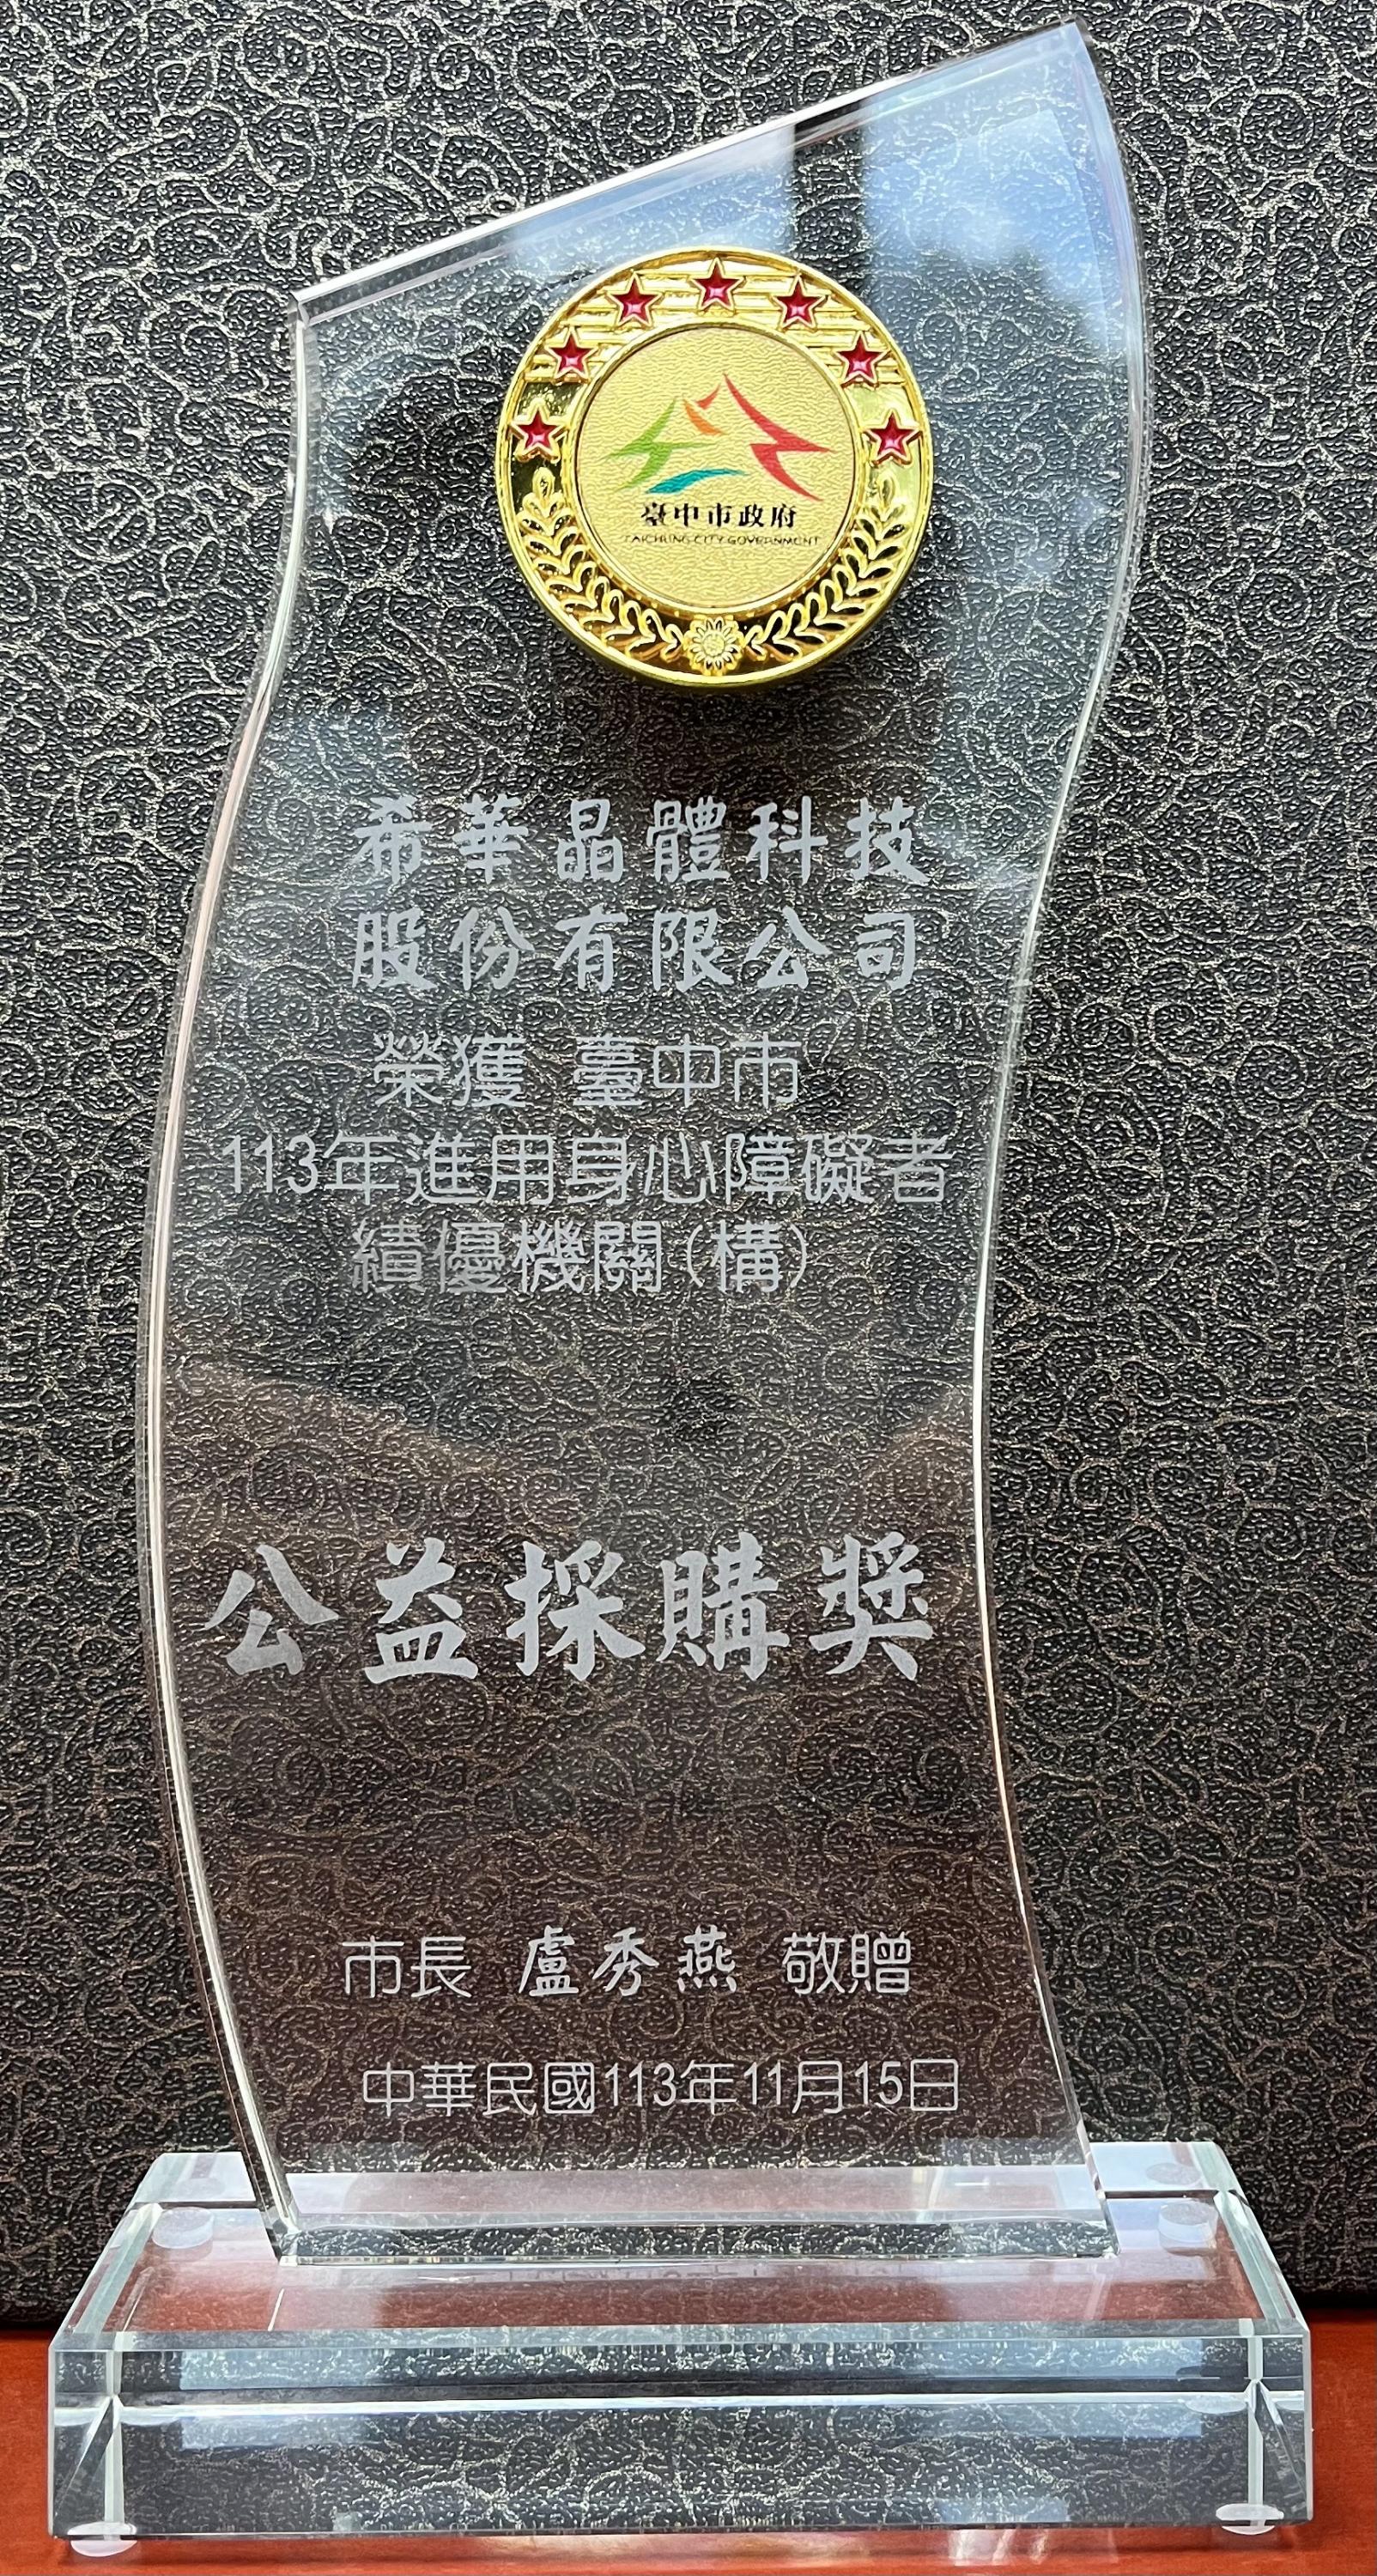 臺中市政府
TAICHUNG CITY GOVERNMENT
希華晶體科技
股份有限公司
榮獲 臺中市
113年進用身心障礙者
績優機關(構)
公益採購獎
市長 盧秀燕 敬贈
中華民國113年11月15日